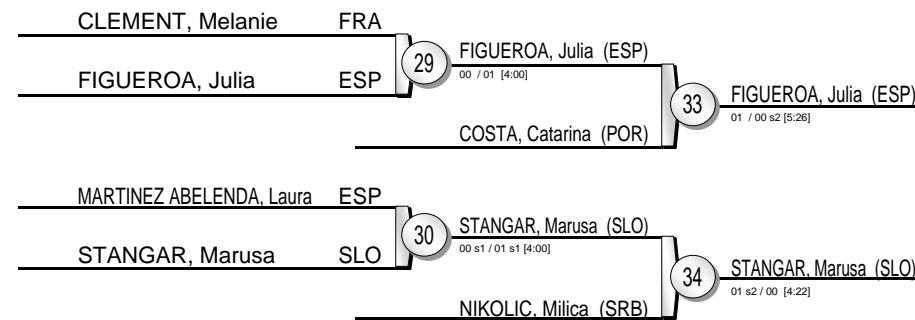 CLEMENT, Melanie FRA
29
FIGUEROA, Julia (ESP)
00 / 01 [4:00]
FIGUEROA, Julia ESP
33
FIGUEROA, Julia (ESP)
01 / 00 s2 [5:26]
COSTA, Catarina (POR)
MARTINEZ ABELENDA, Laura ESP
30
STANGAR, Marusa (SLO)
00 s1 / 01 s1 [4:00]
STANGAR, Marusa SLO
34
STANGAR, Marusa (SLO)
01 s2 / 00 [4:22]
NIKOLIC, Milica (SRB)